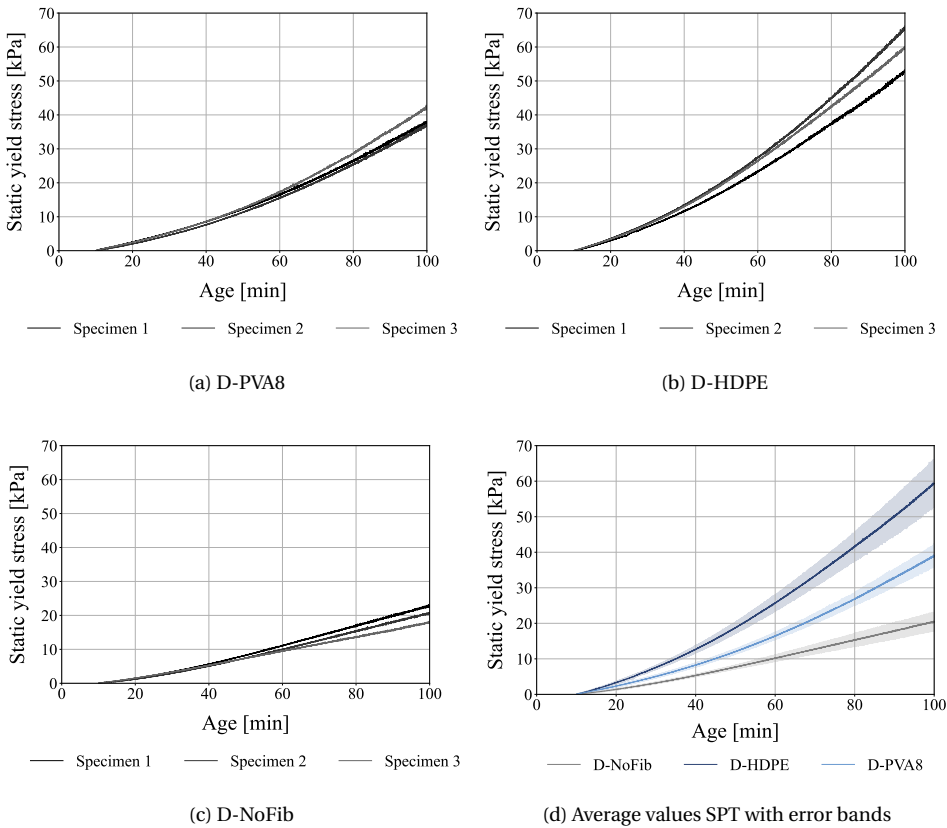 Static yield stress [kPa]
70
60
50
40
30
20
10
0
0 20 40 60 80 100
Age [min]
Specimen 1 Specimen 2 Specimen 3
(a) D-PVA8
Static yield stress [kPa]
70
60
50
40
30
20
10
0
0 20 40 60 80 100
Age [min]
Specimen 1 Specimen 2 Specimen 3
(b) D-HDPE
Static yield stress [kPa]
70
60
50
40
30
20
10
0
0 20 40 60 80 100
Age [min]
Specimen 1 Specimen 2 Specimen 3
(c) D-NoFib
Static yield stress [kPa]
70
60
50
40
30
20
10
0
0 20 40 60 80 100
Age [min]
D-NoFib D-HDPE D-PVA8
(d) Average values SPT with error bands